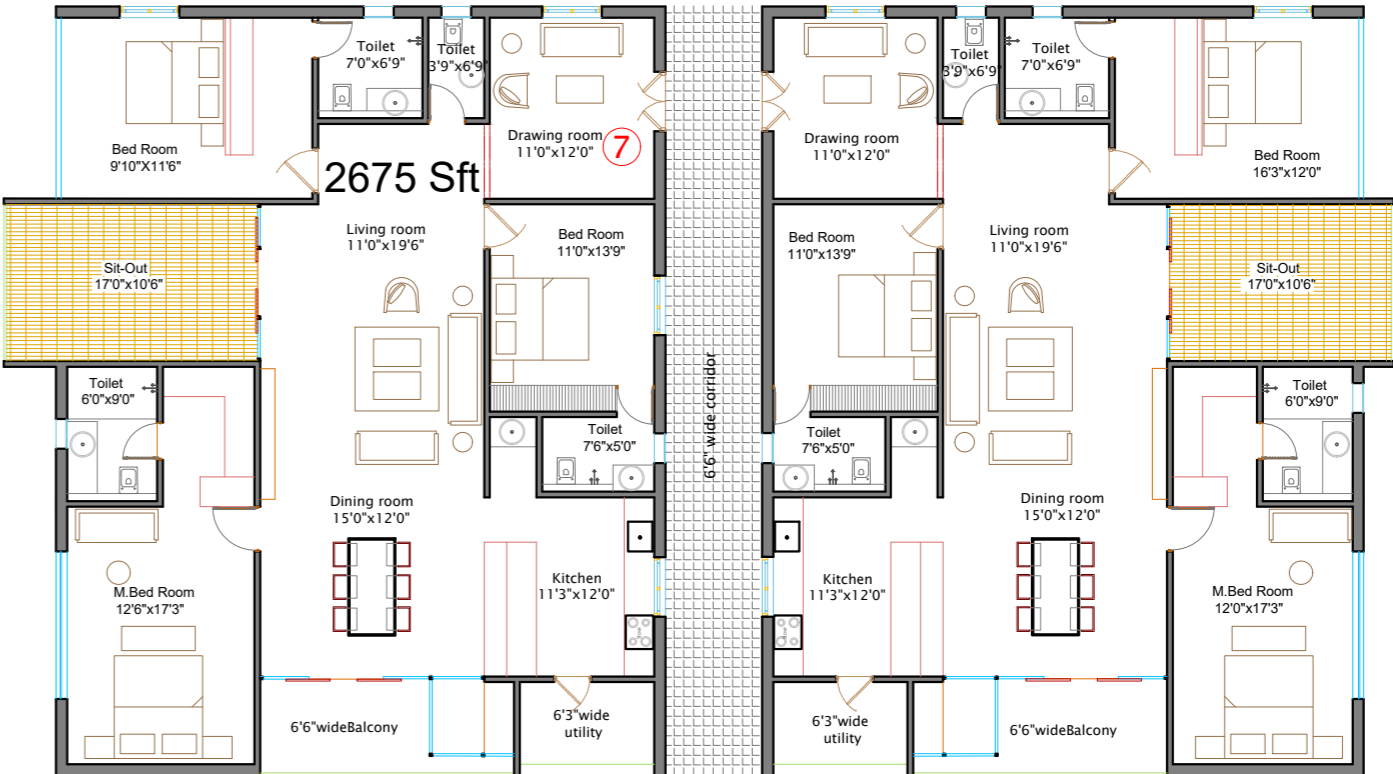 Toilet
7'0"x6'9"
Toilet
3'9"x6'9"
Drawing room
11'0"x12'0"
7
Bed Room
9'10"X11'6"
2675 Sft
Living room
11'0"x19'6"
Bed Room
11'0"x13'9"
Sit-Out
17'0"x10'6"
Toilet
6'0"x9'0"
Toilet
7'6"x5'0"
Dining room
15'0"x12'0"
Kitchen
11'3"x12'0"
M.Bed Room
12'6"x17'3"
6'6"wideBalcony
6'3"wide
utility
6'6" wide corridor
Toilet
3'9"x6'9"
Toilet
7'0"x6'9"
Drawing room
11'0"x12'0"
Bed Room
16'3"x12'0"
Bed Room
11'0"x13'9"
Living room
11'0"x19'6"
Sit-Out
17'0"x10'6"
Toilet
6'0"x9'0"
Toilet
7'6"x5'0"
Dining room
15'0"x12'0"
Kitchen
11'3"x12'0"
M.Bed Room
12'0"x17'3"
6'3"wide
utility
6'6"wideBalcony